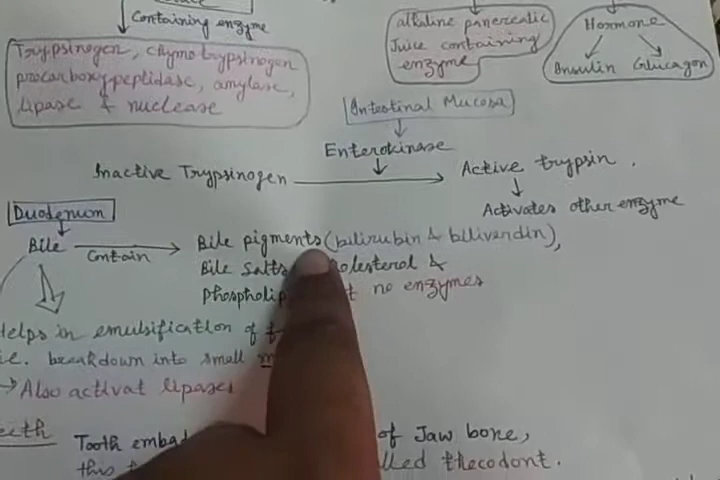 Containing enzyme
Trypsinogen, chymotrypsinogen
procarboxypeptidase, amylase,
lipase & nuclease
alkaline pancreatic
Juice containing
enzyme
Hormone
Insulin Glucagon
Intestinal Mucosa
Enterokinase
Inactive Trypsinogen
Active trypsin.
Activates other enzyme
Duodenum
Bile
Contain
Bile pigments (bilirubin & biliverdin),
Bile Salts
& 
no enzymes
Helps in emulsification of
i.e. breakdown into small
→ Also activat lipases
Tooth
of Jaw bone,
this
thecodont.